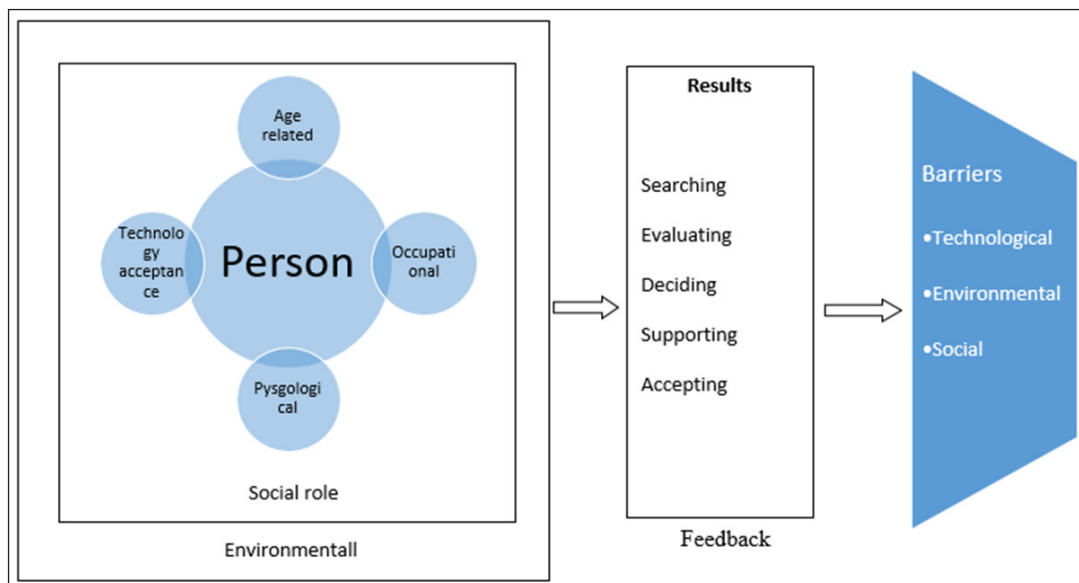 Age
related
Technolo
gy
acceptan
ce
Person
Occupati
onal
Pysgologi
cal
Social role
Environmentall
Results
Searching
Evaluating
Deciding
Supporting
Accepting
Feedback
Barriers
•Technological
•Environmental
•Social